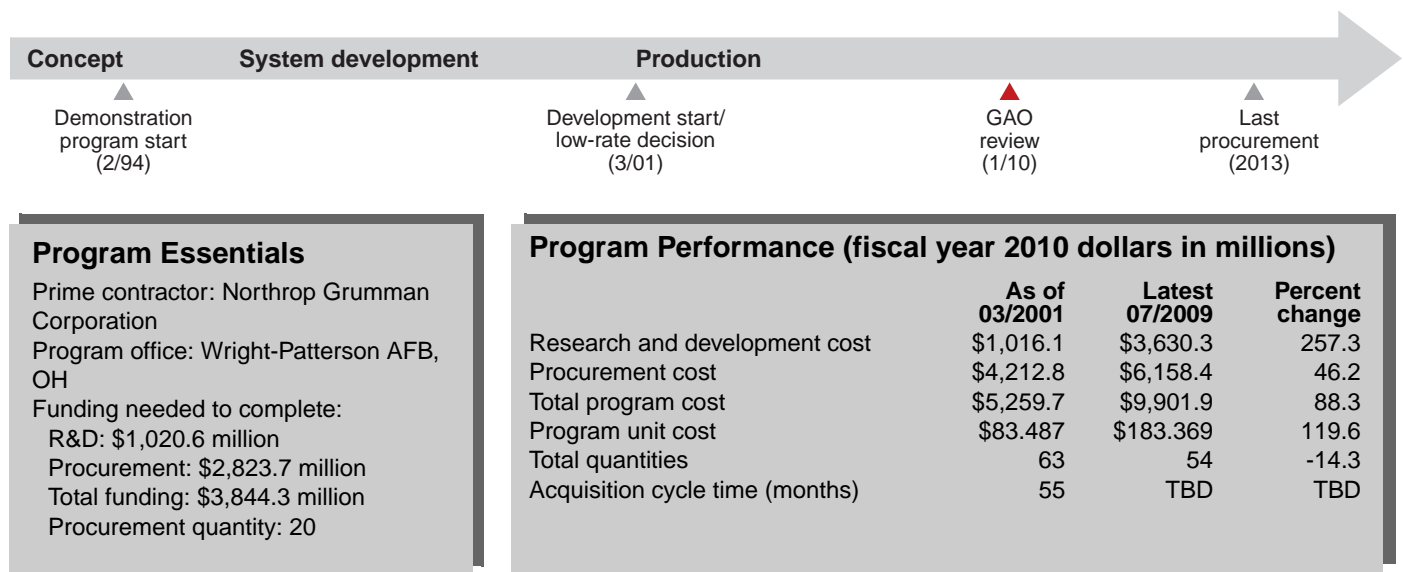 Concept System development Production
Demonstration
program start
(2/94)
Development start/
low-rate decision
(3/01)
GAO
review
(1/10)
Last
procurement
(2013)
Program Essentials
Prime contractor: Northrop Grumman
Corporation
Program office: Wright-Patterson AFB,
OH
Funding needed to complete:
R&D: $1,020.6 million
Procurement: $2,823.7 million
Total funding: $3,844.3 million
Procurement quantity: 20
Program Performance (fiscal year 2010 dollars in millions)
As of
03/2001
Latest
07/2009
Percent
change
Research and development cost $1,016.1 $3,630.3 257.3
Procurement cost $4,212.8 $6,158.4 46.2
Total program cost $5,259.7 $9,901.9 88.3
Program unit cost $83.487 $183.369 119.6
Total quantities 63 54 -14.3
Acquisition cycle time (months) 55 TBD TBD